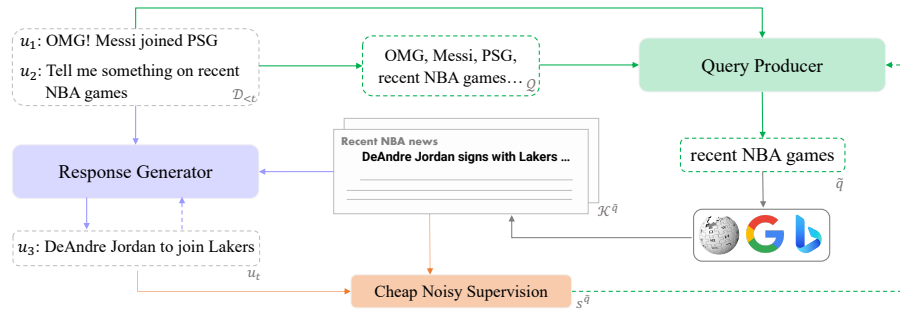 u₁: OMG! Messi joined PSG
u₂: Tell me something on recent
NBA games
𝒟<t
OMG, Messi, PSG,
recent NBA games…
𝒬
Query Producer
Response Generator
Recent NBA news
DeAndre Jordan signs with Lakers ...
𝒦^q̃
recent NBA games
q̃
u₃: DeAndre Jordan to join Lakers
uₜ
Cheap Noisy Supervision
s^q̃